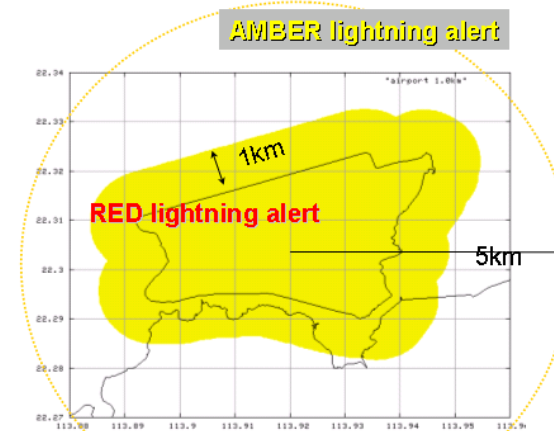 AMBER lightning alert
22.34
"airport 1.0km"
22.33
1km
22.32
RED lightning alert
22.31
5km
22.3
22.29
22.28
22.27
113.88 113.89 113.9 113.91 113.92 113.93 113.94 113.95